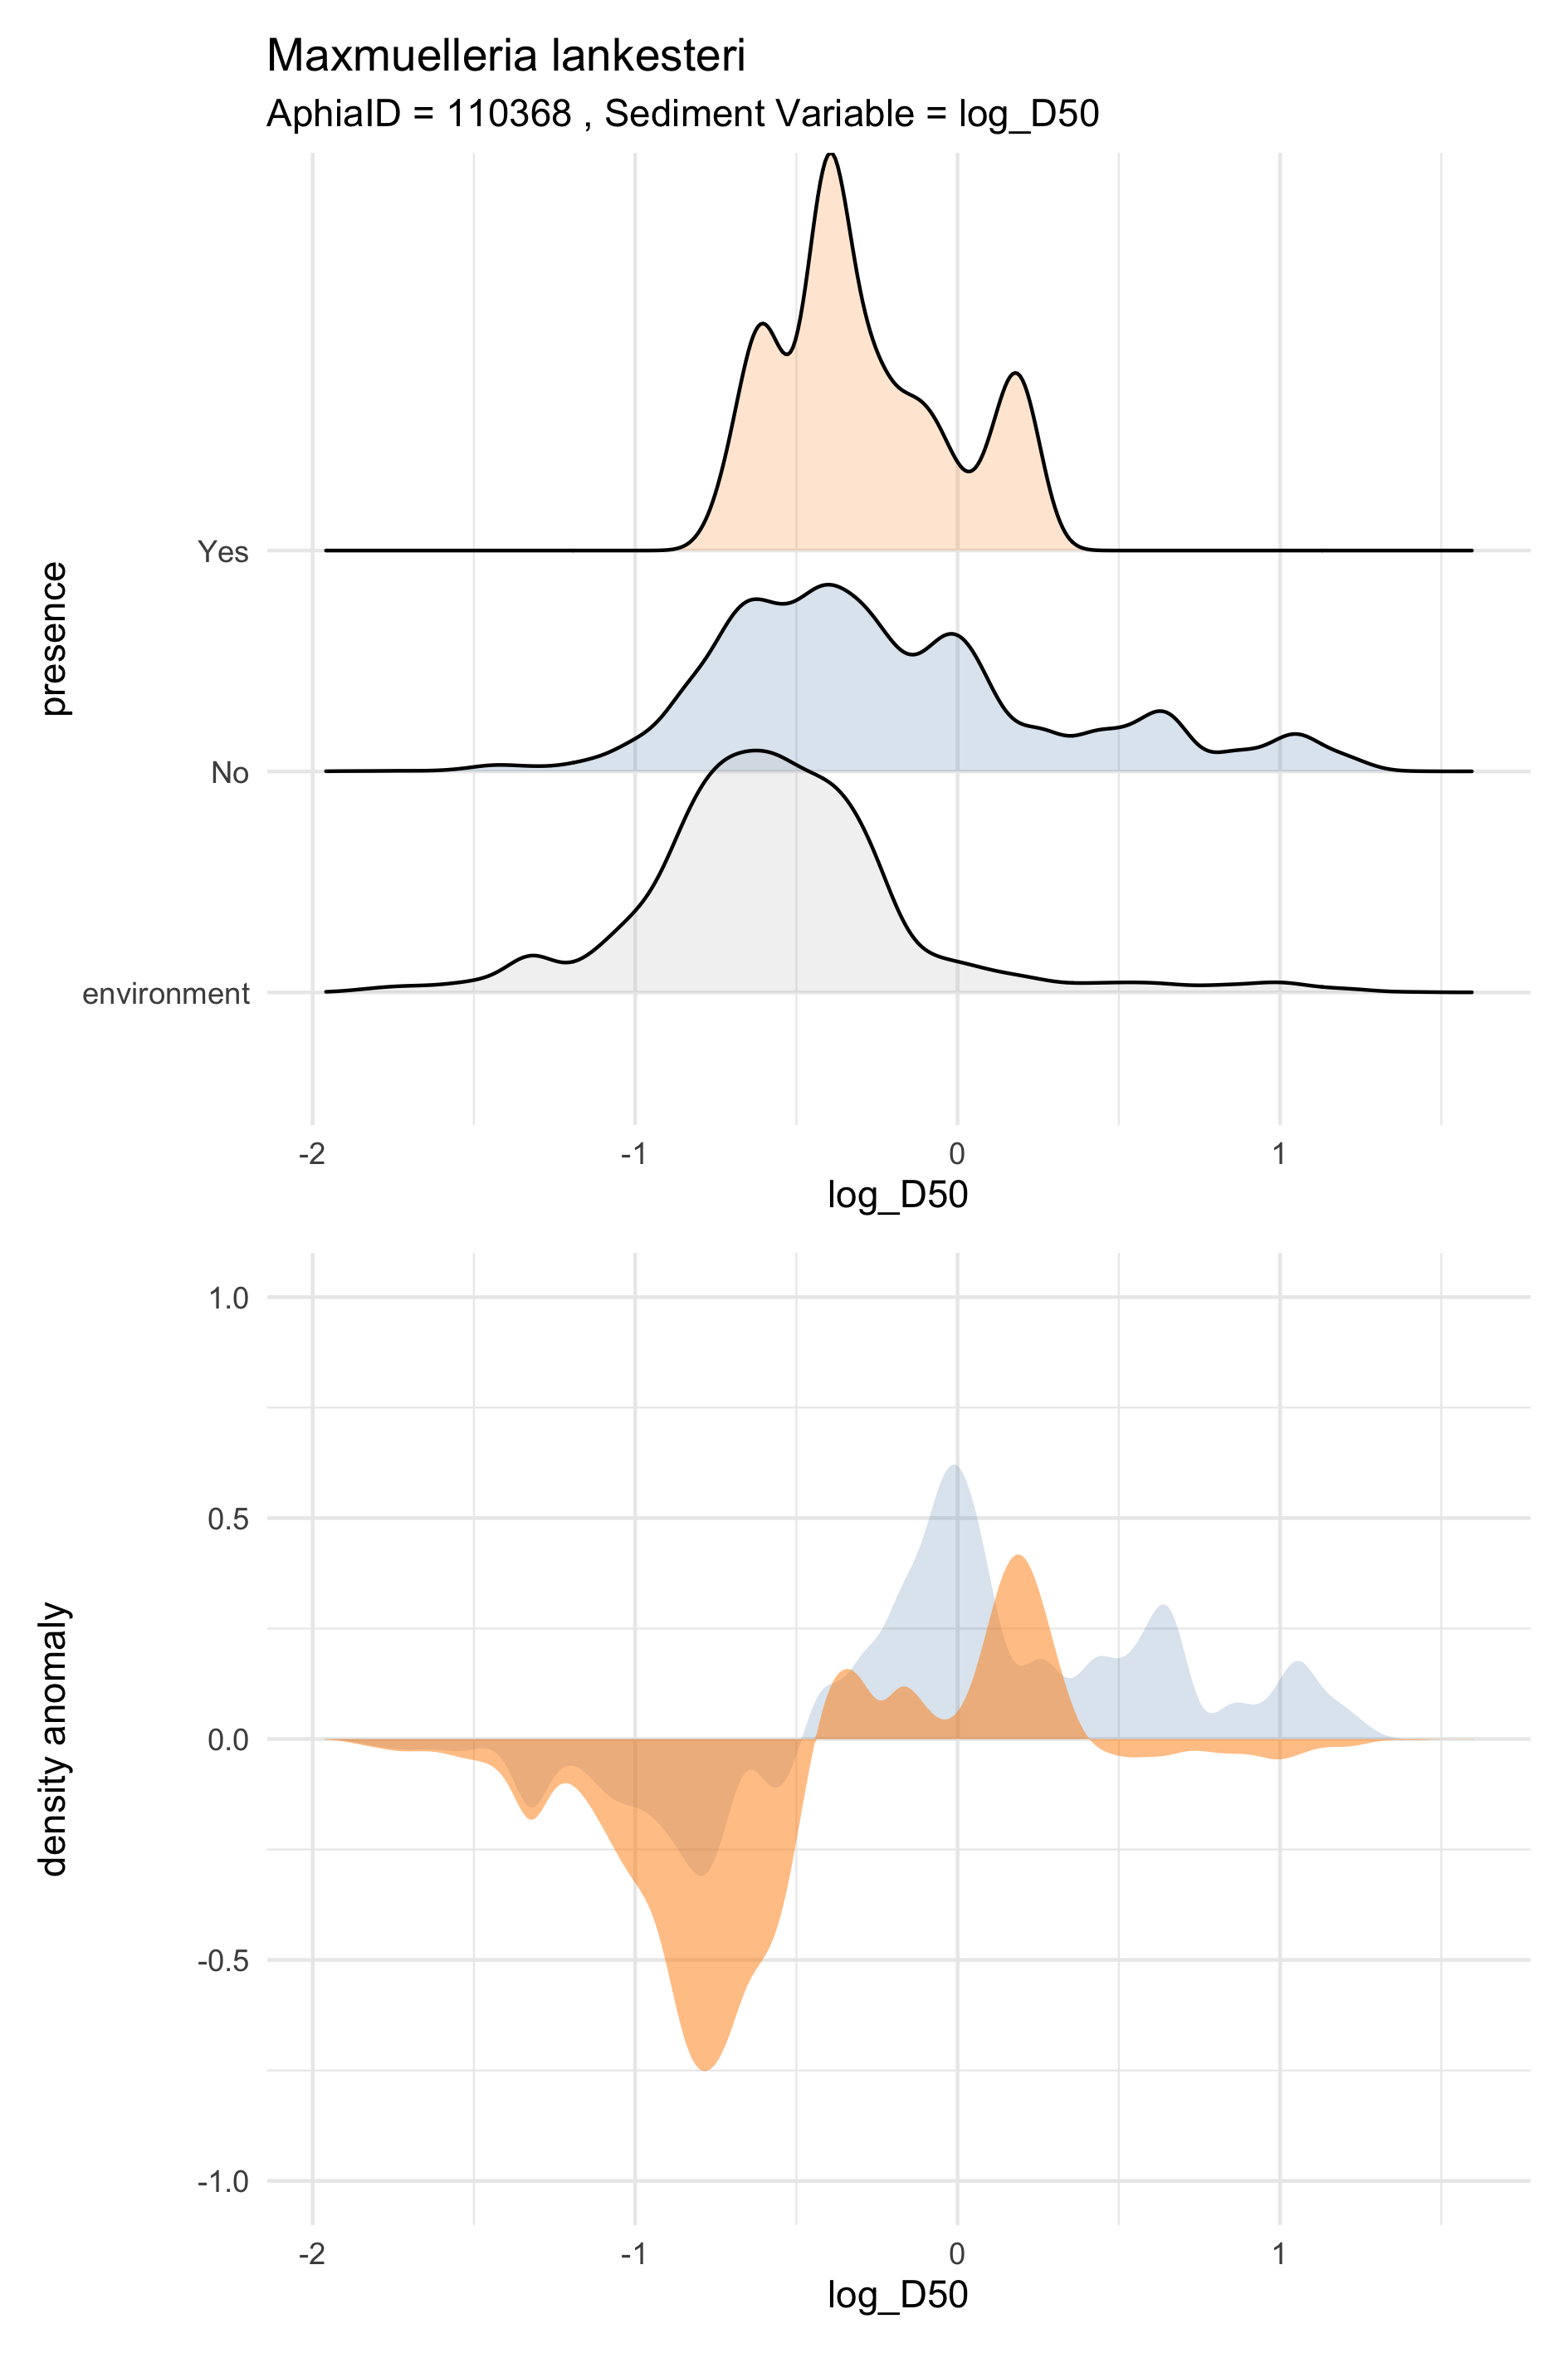 Maxmuelleria lankesteri
AphiaID = 110368 , Sediment Variable = log_D50
presence
Yes
No
environment
-2 -1 0 1
log_D50
density anomaly
1.0
0.5
0.0
-0.5
-1.0
-2 -1 0 1
log_D50